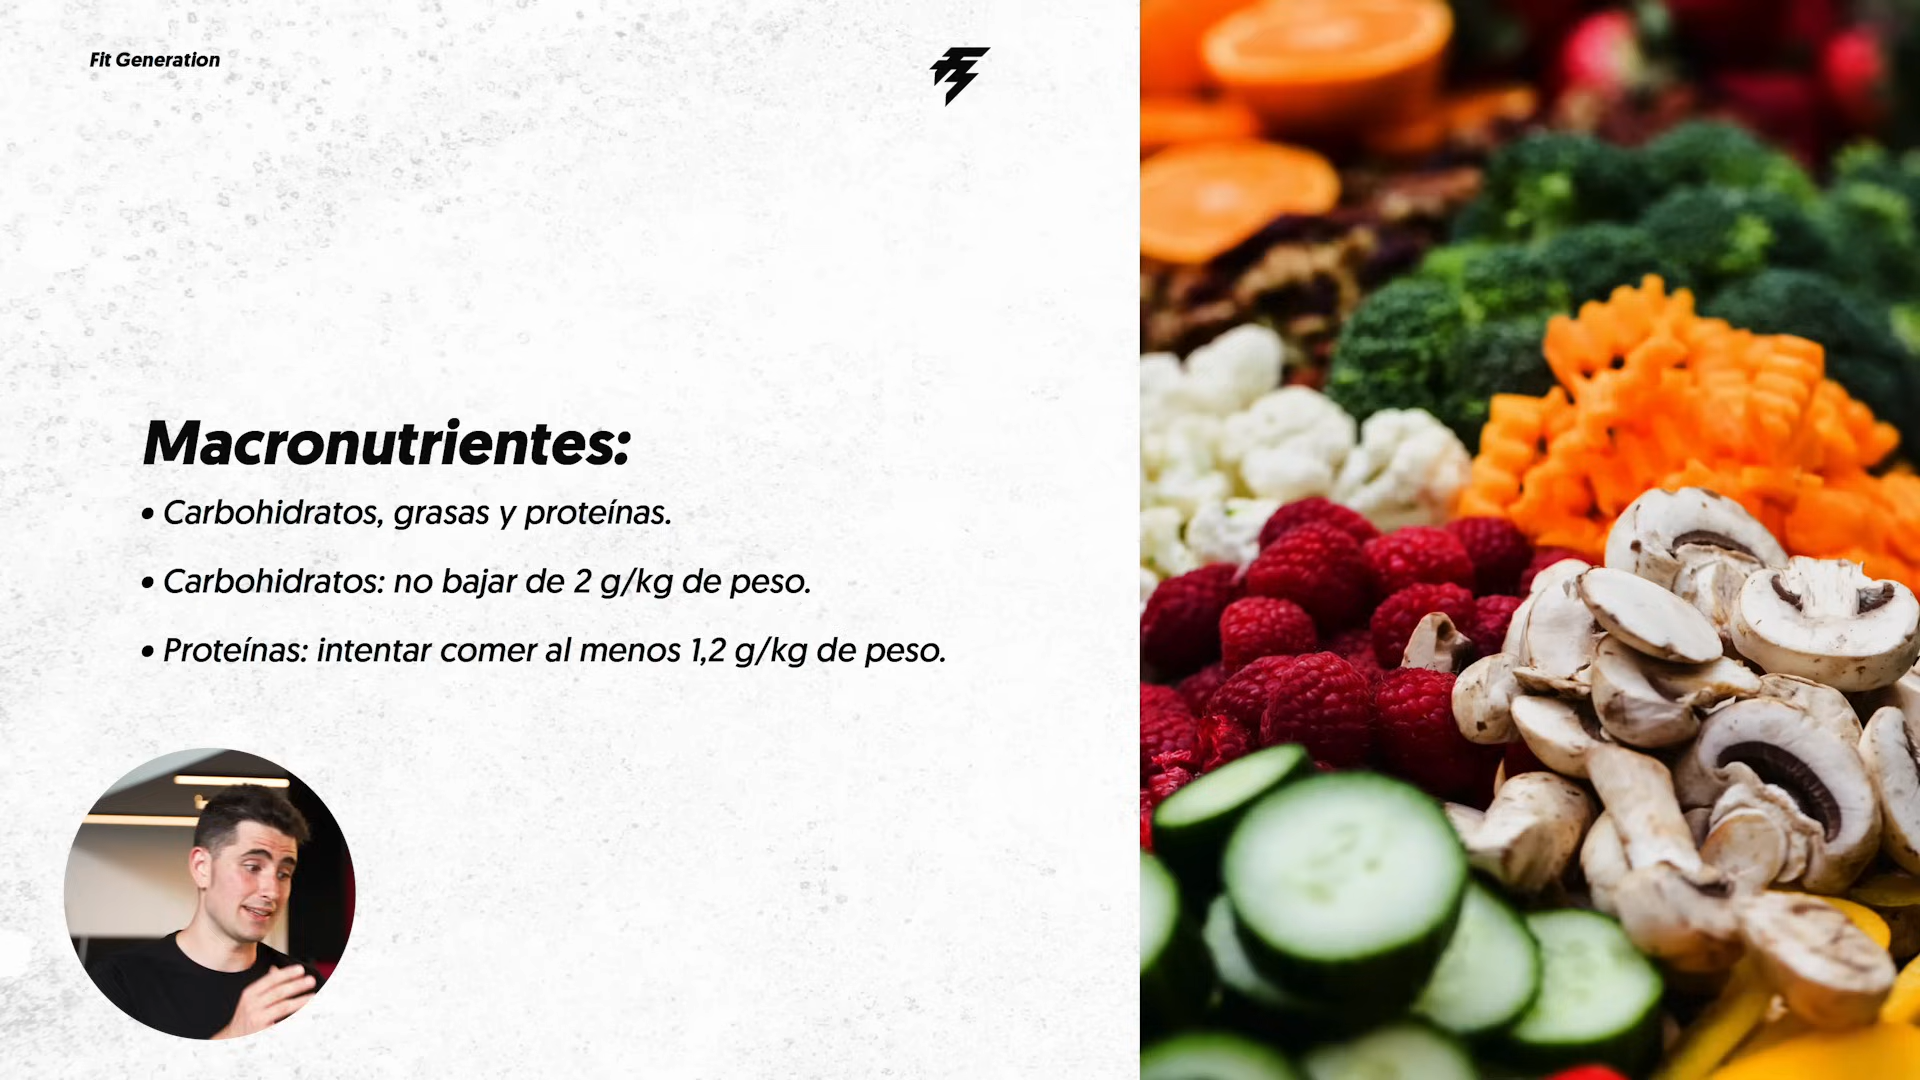 Fit Generation
Macronutrientes:
• Carbohidratos, grasas y proteínas.
• Carbohidratos: no bajar de 2 g/kg de peso.
• Proteínas: intentar comer al menos 1,2 g/kg de peso.